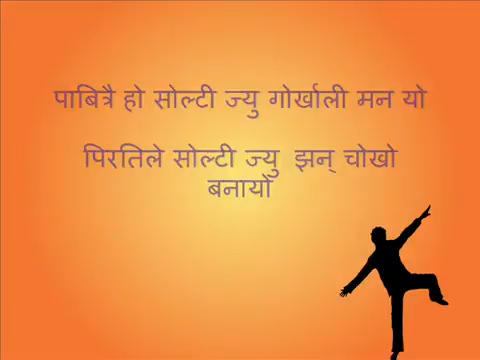 पाबित्रै हो सोल्टी ज्यु गोर्खाली मन यो
पिरतिले सोल्टी ज्यु झन् चोखो
बनायो